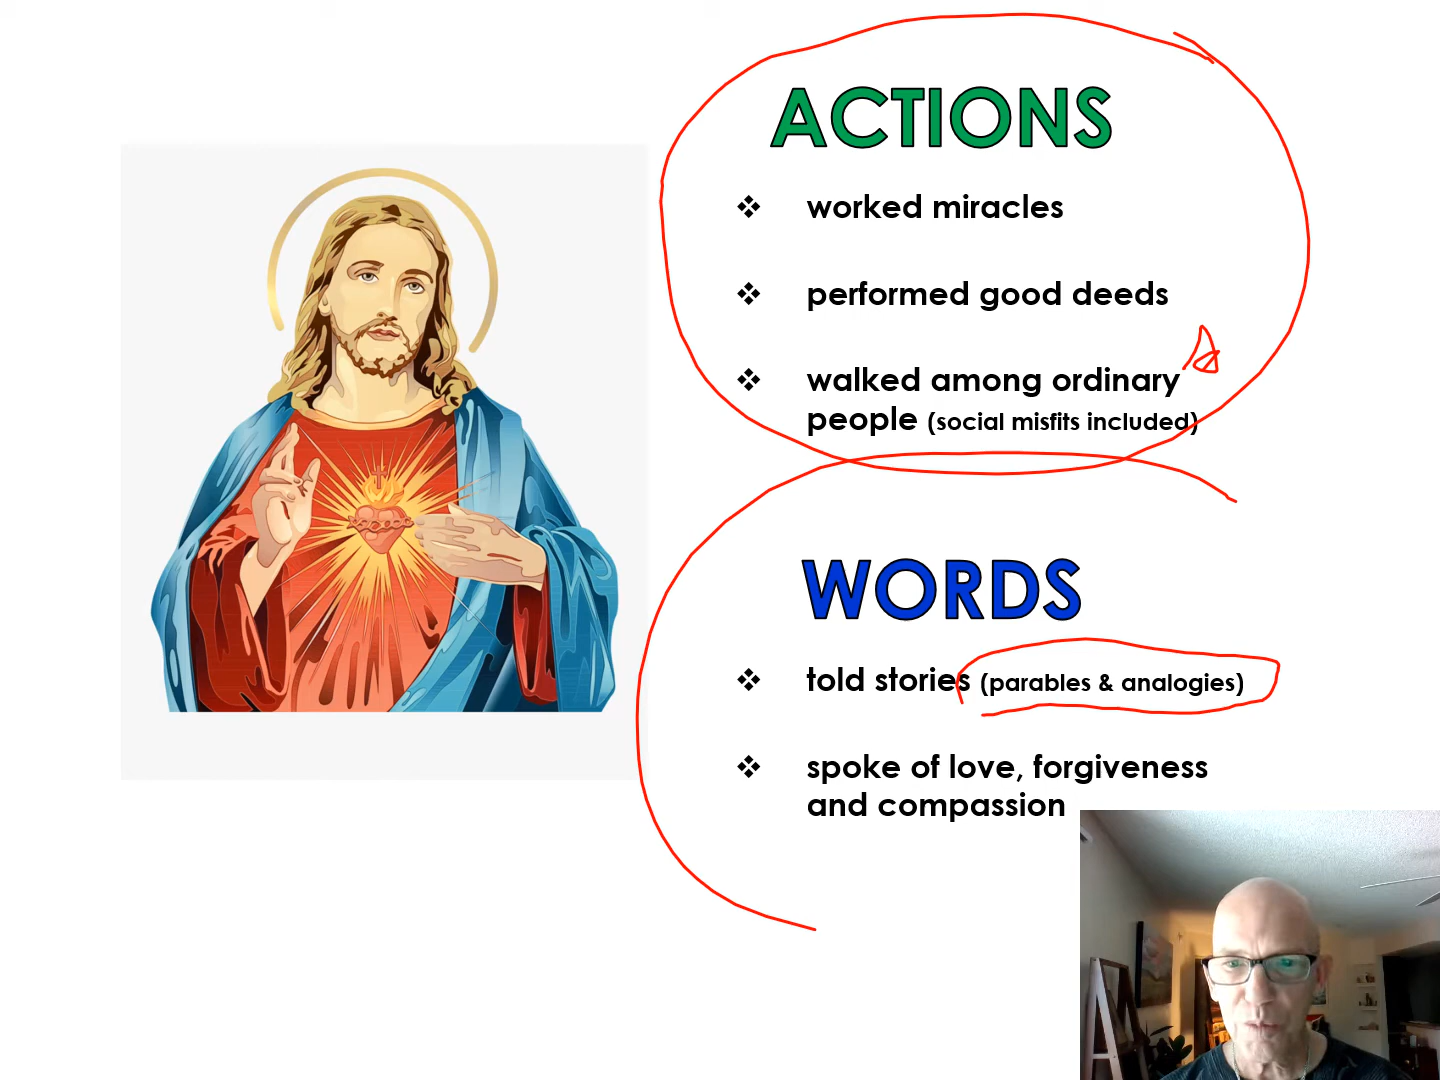 ACTIONS
❖ worked miracles
❖ performed good deeds
❖ walked among ordinary
people (social misfits included)
WORDS
❖ told stories (parables & analogies)
❖ spoke of love, forgiveness
and compassion